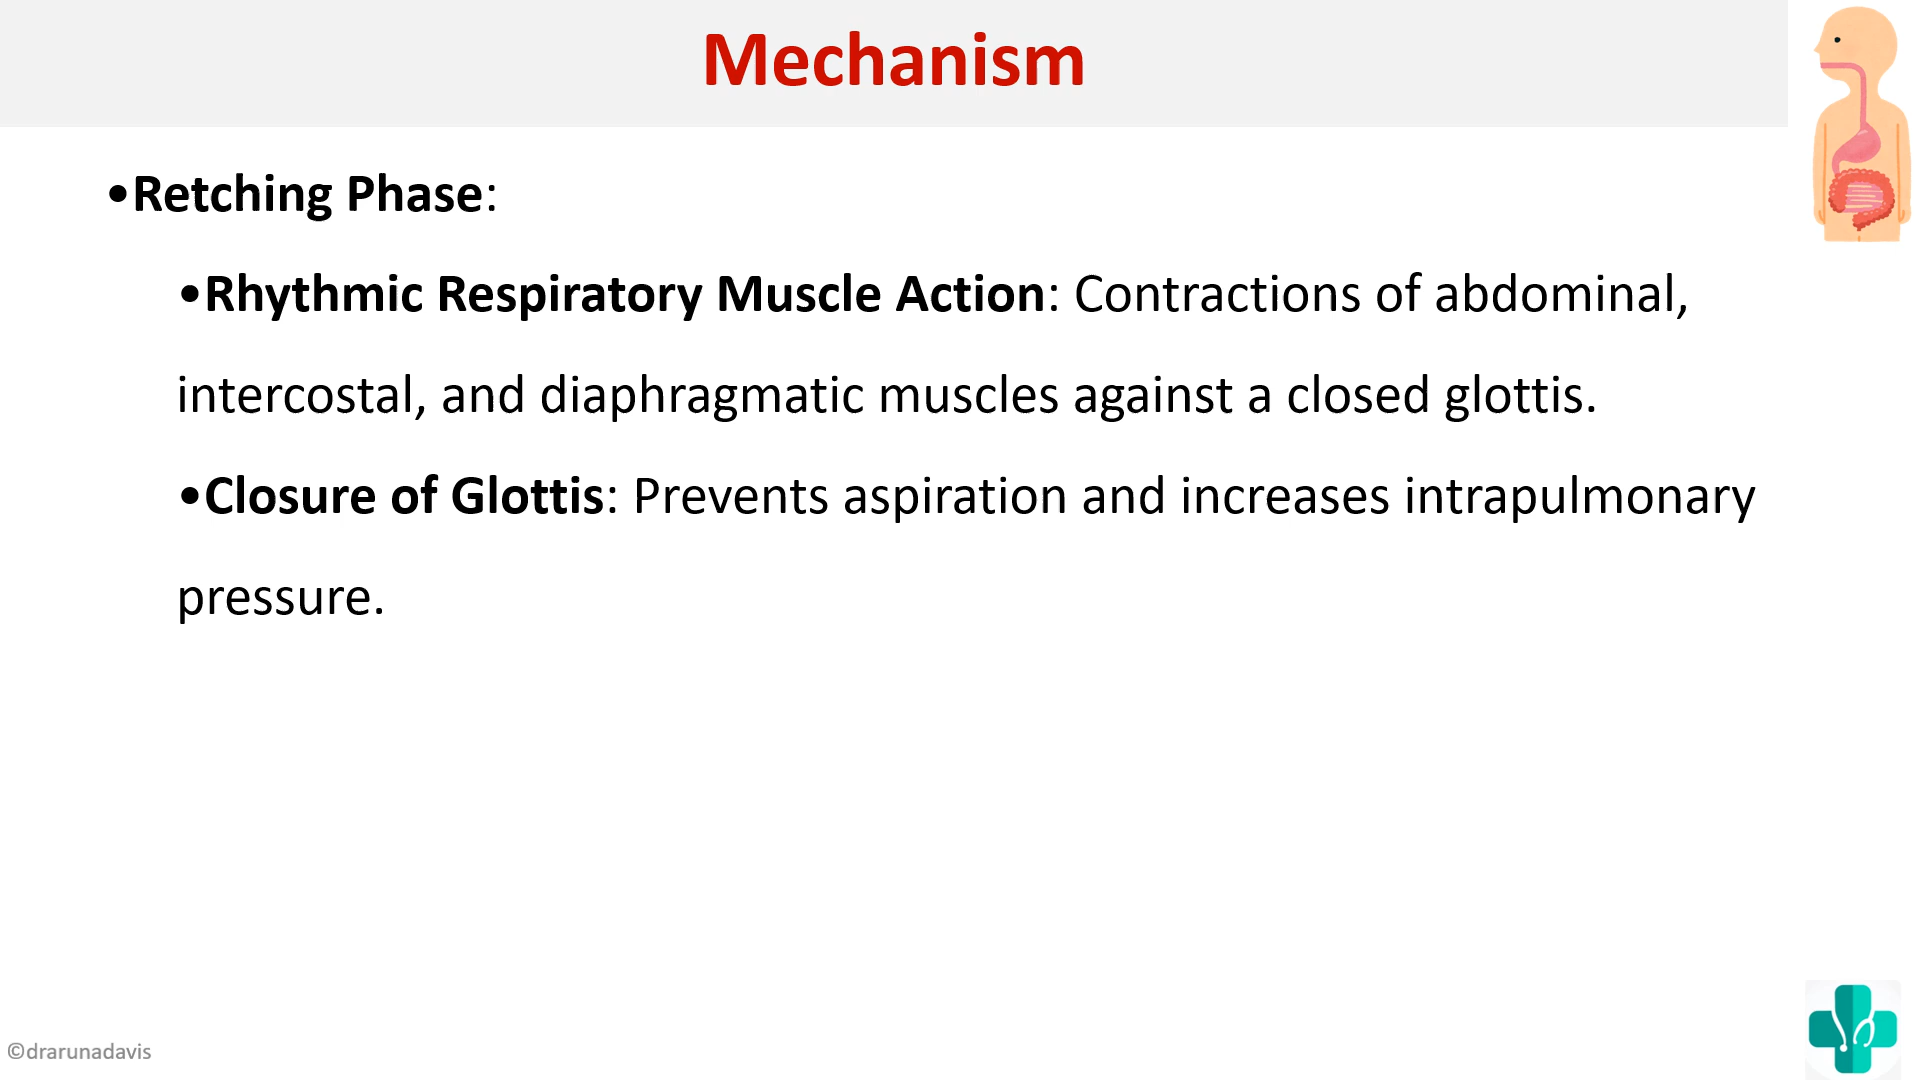 Mechanism
•Retching Phase:
•Rhythmic Respiratory Muscle Action: Contractions of abdominal,
intercostal, and diaphragmatic muscles against a closed glottis.
•Closure of Glottis: Prevents aspiration and increases intrapulmonary
pressure.
©drarunadavis